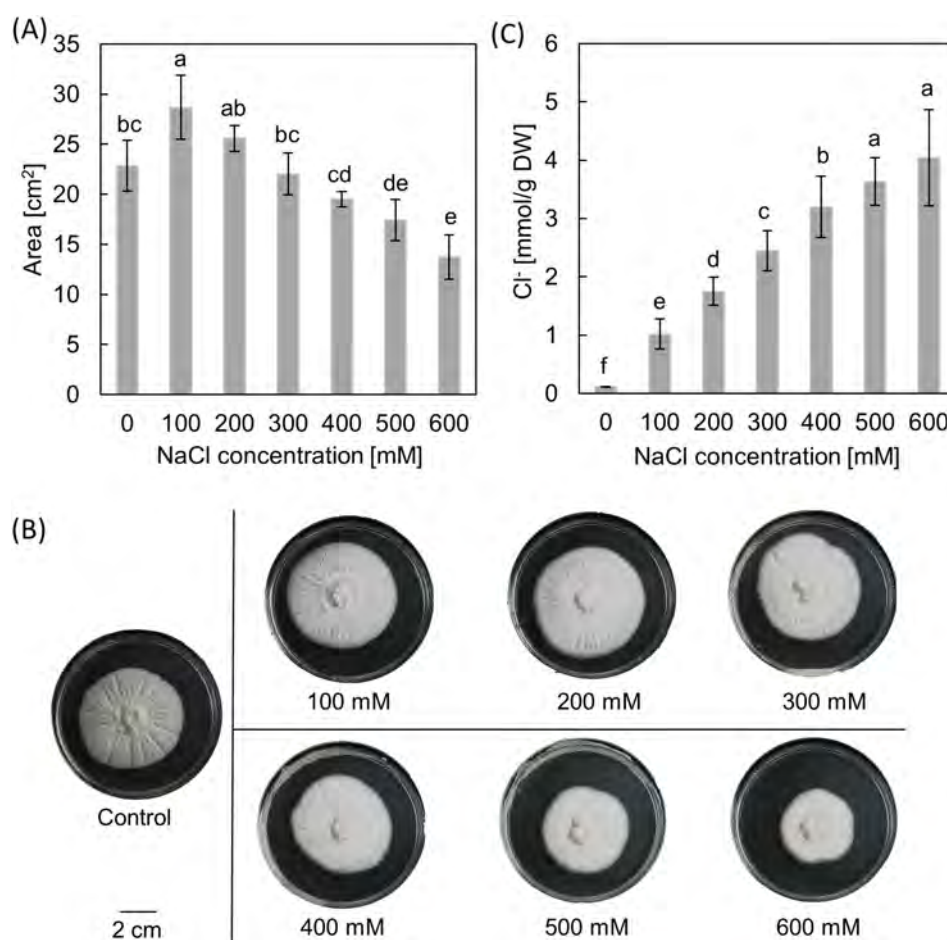 (A)
35
30
25
20
15
10
5
0
Area [cm²]
bc
a
ab
bc
cd
de
e
0 100 200 300 400 500 600
NaCl concentration [mM]
(C)
6
5
4
3
2
1
0
Cl⁻ [mmol/g DW]
f
e
d
c
b
a
a
0 100 200 300 400 500 600
NaCl concentration [mM]
(B)
Control
2 cm
100 mM 200 mM 300 mM
400 mM 500 mM 600 mM